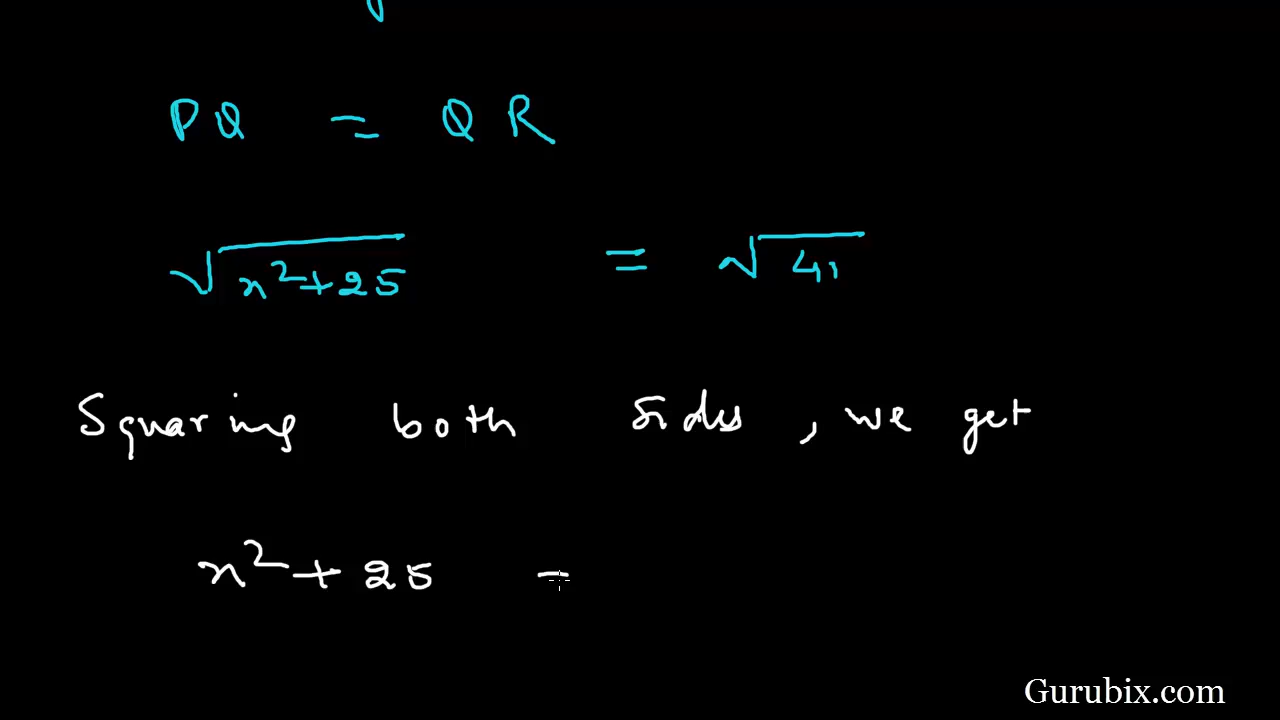 PQ = QR
√x²+25 = √41
Squaring both sides, we get
x² + 25 =
Gurubix.com